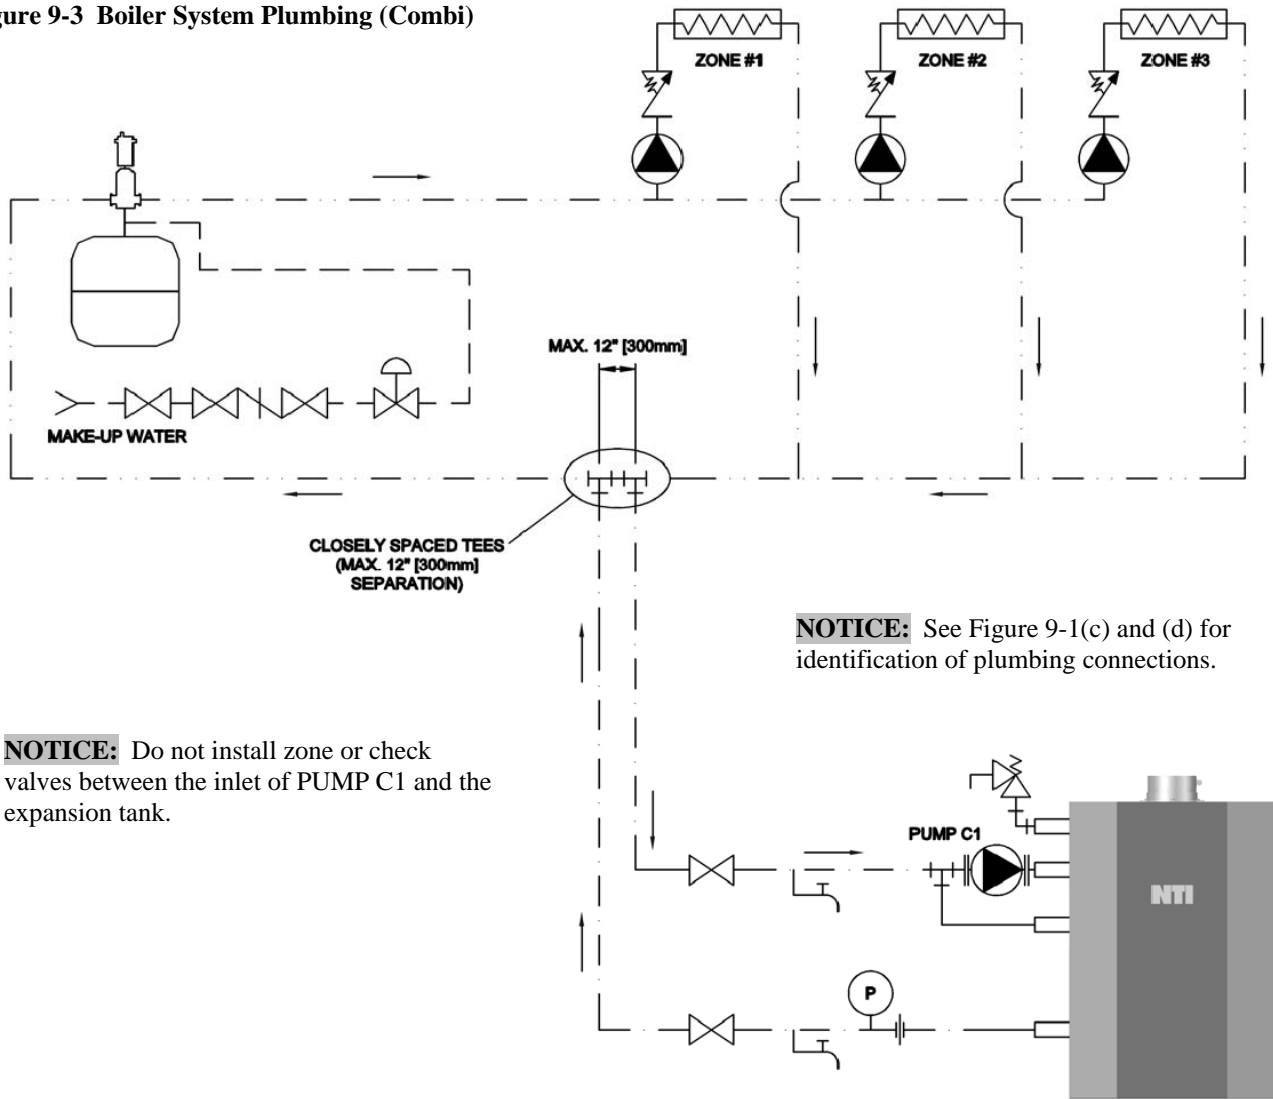 gure 9-3 Boiler System Plumbing (Combi)
ZONE #1
ZONE #2
ZONE #3
MAX. 12" [300mm]
MAKE-UP WATER
CLOSELY SPACED TEES
(MAX. 12" [300mm]
SEPARATION)
NOTICE: See Figure 9-1(c) and (d) for
identification of plumbing connections.
NOTICE: Do not install zone or check
valves between the inlet of PUMP C1 and the
expansion tank.
PUMP C1
NTI
P